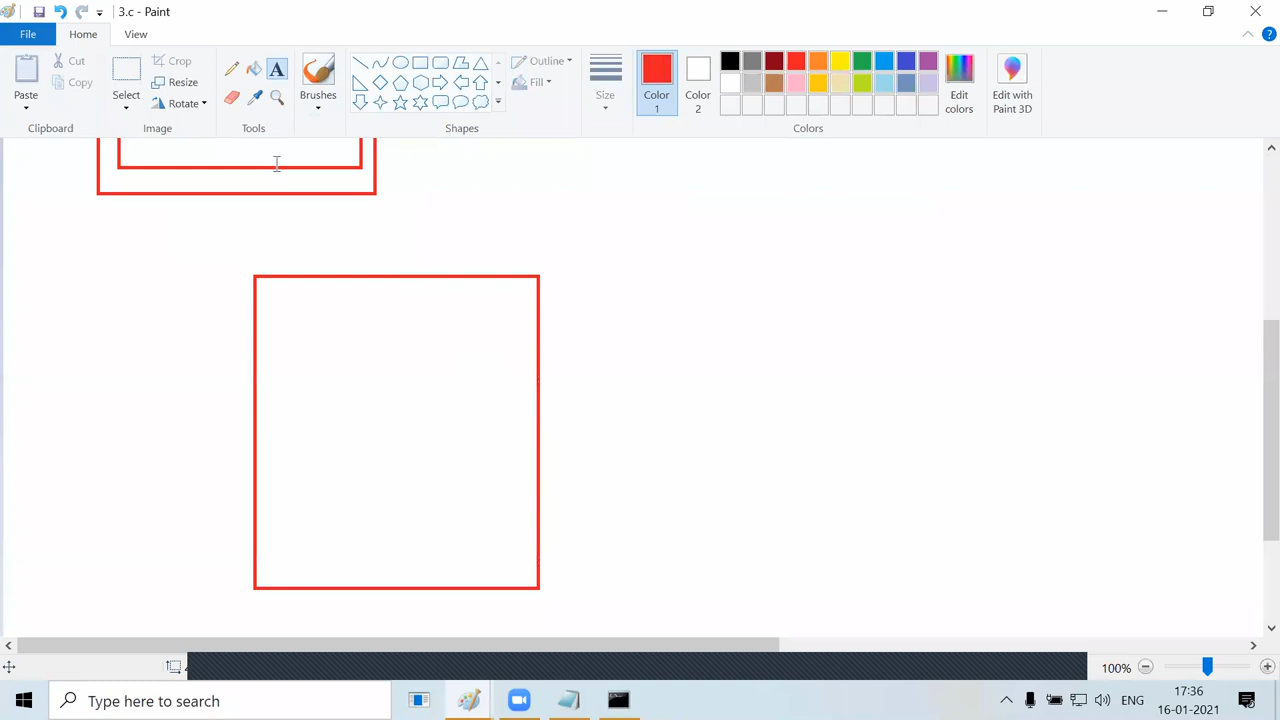 3.c - Paint
File
Home
View
Paste
Cut
Copy
Clipboard
Select
Crop
Resize
Rotate
Image
A
Tools
Brushes
Outline
Fill
Shapes
Size
Color 1
Color 2
Edit colors
Edit with Paint 3D
Colors
?
100%
Type here to search
ENG
17:36
16-01-2021